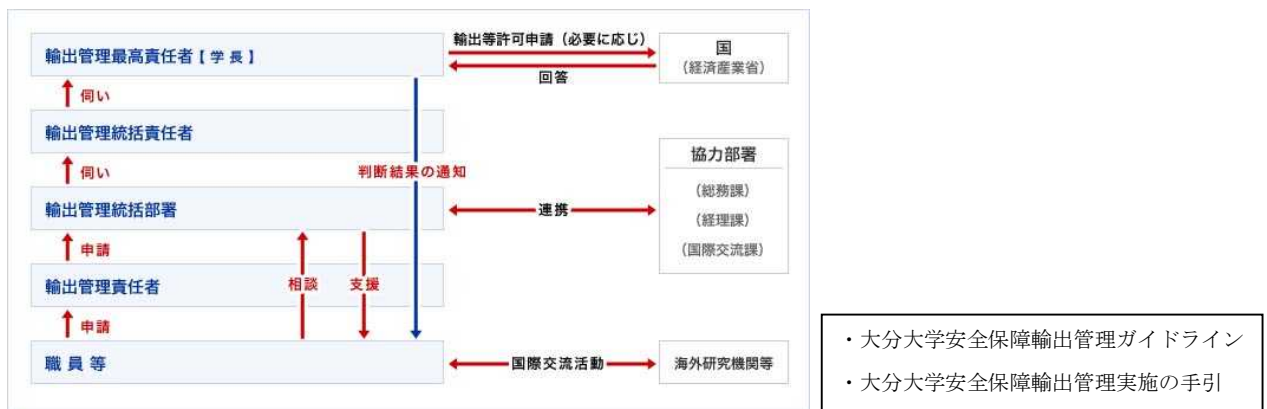 輸出管理最高責任者【学長】
輸出等許可申請（必要に応じ）
回答
国
（経済産業省）
伺い
輸出管理統括責任者
伺い
判断結果の通知
輸出管理統括部署
連携
協力部署
（総務課）
（経理課）
（国際交流課）
申請
輸出管理責任者
相談
支援
申請
職員等
国際交流活動
海外研究機関等
・大分大学安全保障輸出管理ガイドライン
・大分大学安全保障輸出管理実施の手引